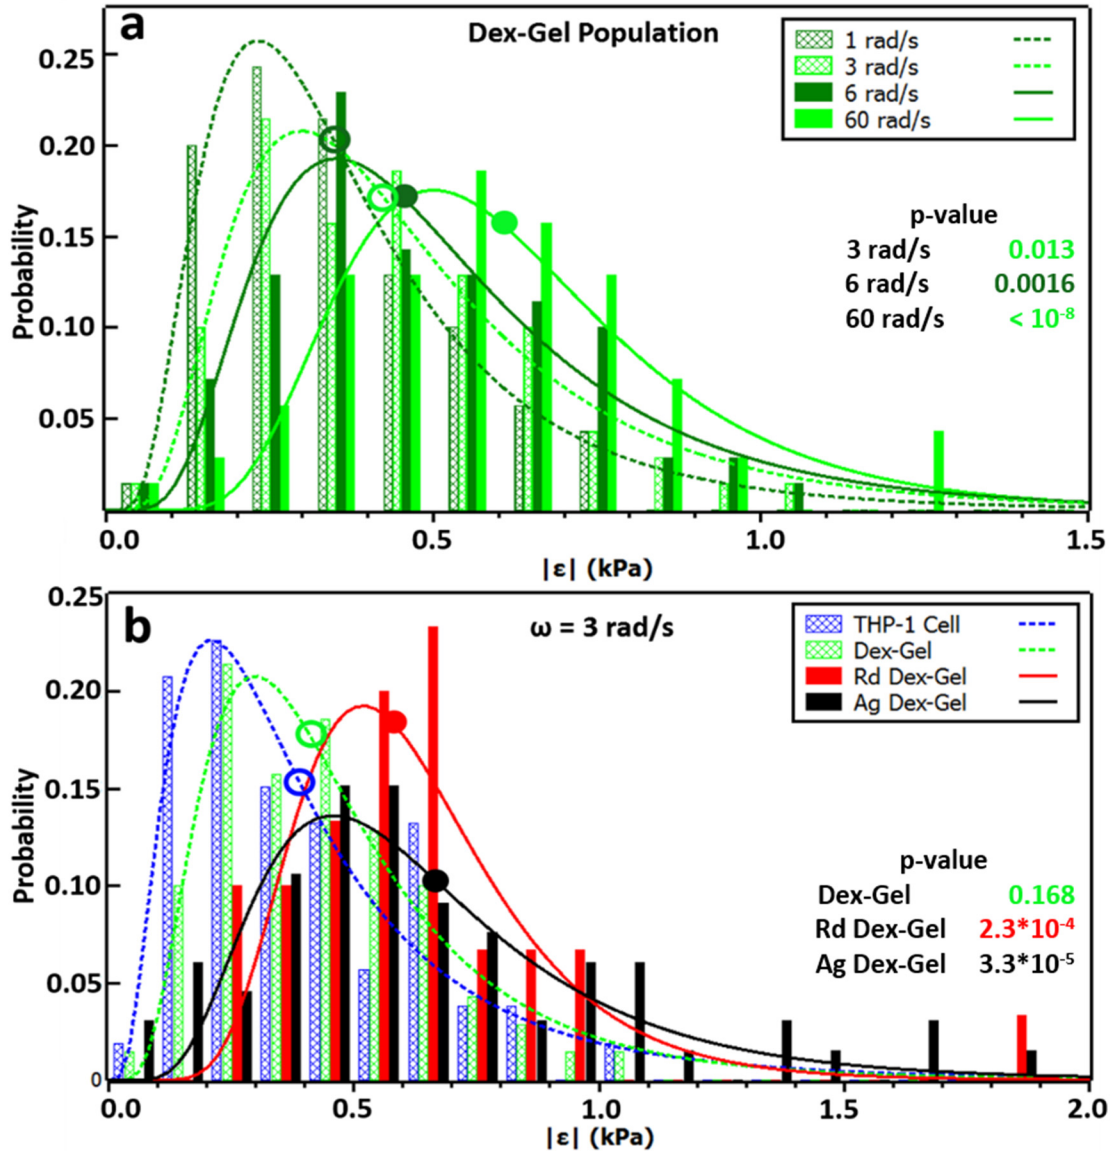 a
Dex-Gel Population
1 rad/s
3 rad/s
6 rad/s
60 rad/s
0.25
0.20
0.15
0.10
0.05
Probability
p-value
3 rad/s 0.013
6 rad/s 0.0016
60 rad/s < 10⁻⁸
0.0 0.5 1.0 1.5
|ε| (kPa)
b
ω = 3 rad/s
THP-1 Cell
Dex-Gel
Rd Dex-Gel
Ag Dex-Gel
0.25
0.20
0.15
0.10
0.05
0
Probability
p-value
Dex-Gel 0.168
Rd Dex-Gel 2.3*10⁻⁴
Ag Dex-Gel 3.3*10⁻⁵
0.0 0.5 1.0 1.5 2.0
|ε| (kPa)